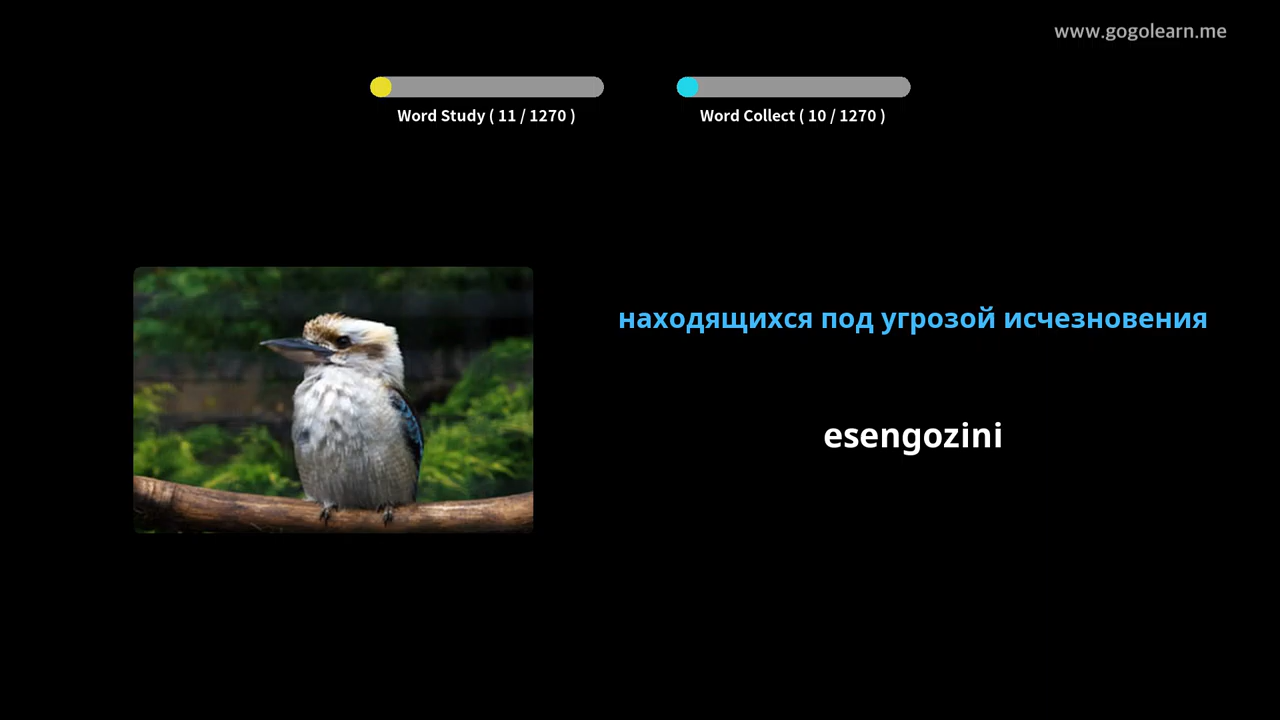 www.gogolearn.me
Word Study ( 11 / 1270 )
Word Collect ( 10 / 1270 )
находящихся под угрозой исчезновения
esengozini